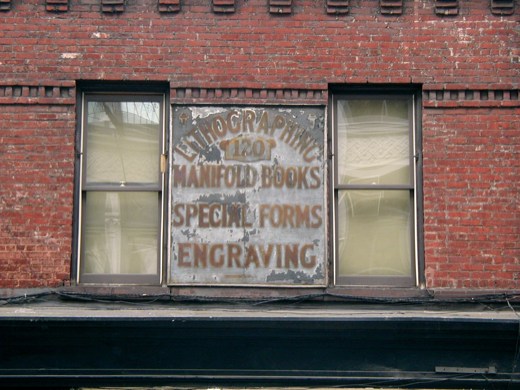 LITHOGRAPHING
120
MANIFOLD BOOKS
SPECIAL FORMS
ENGRAVING